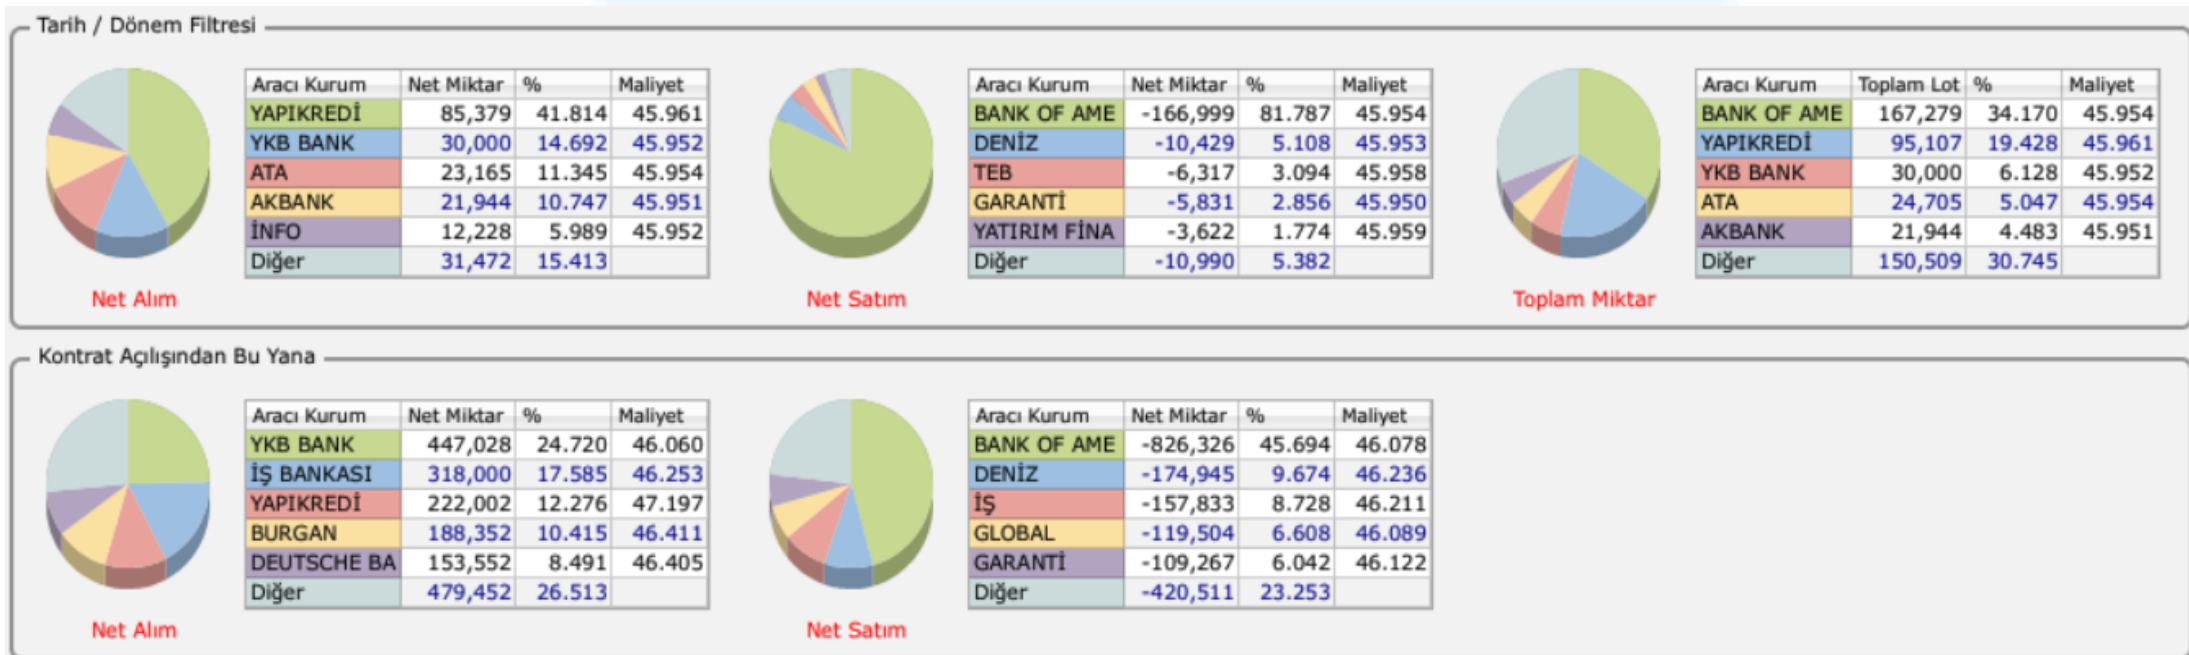 Tarih / Dönem Filtresi
Aracı Kurum Net Miktar % Maliyet
YAPIKREDİ 85,379 41.814 45.961
YKB BANK 30,000 14.692 45.952
ATA 23,165 11.345 45.954
AKBANK 21,944 10.747 45.951
İNFO 12,228 5.989 45.952
Diğer 31,472 15.413
Net Alım
Aracı Kurum Net Miktar % Maliyet
BANK OF AME -166,999 81.787 45.954
DENİZ -10,429 5.108 45.953
TEB -6,317 3.094 45.958
GARANTİ -5,831 2.856 45.950
YATIRIM FİNA -3,622 1.774 45.959
Diğer -10,990 5.382
Net Satım
Aracı Kurum Toplam Lot % Maliyet
BANK OF AME 167,279 34.170 45.954
YAPIKREDİ 95,107 19.428 45.961
YKB BANK 30,000 6.128 45.952
ATA 24,705 5.047 45.954
AKBANK 21,944 4.483 45.951
Diğer 150,509 30.745
Toplam Miktar
Kontrat Açılışından Bu Yana
Aracı Kurum Net Miktar % Maliyet
YKB BANK 447,028 24.720 46.060
İŞ BANKASI 318,000 17.585 46.253
YAPIKREDİ 222,002 12.276 47.197
BURGAN 188,352 10.415 46.411
DEUTSCHE BA 153,552 8.491 46.405
Diğer 479,452 26.513
Net Alım
Aracı Kurum Net Miktar % Maliyet
BANK OF AME -826,326 45.694 46.078
DENİZ -174,945 9.674 46.236
İŞ -157,833 8.728 46.211
GLOBAL -119,504 6.608 46.089
GARANTİ -109,267 6.042 46.122
Diğer -420,511 23.253
Net Satım